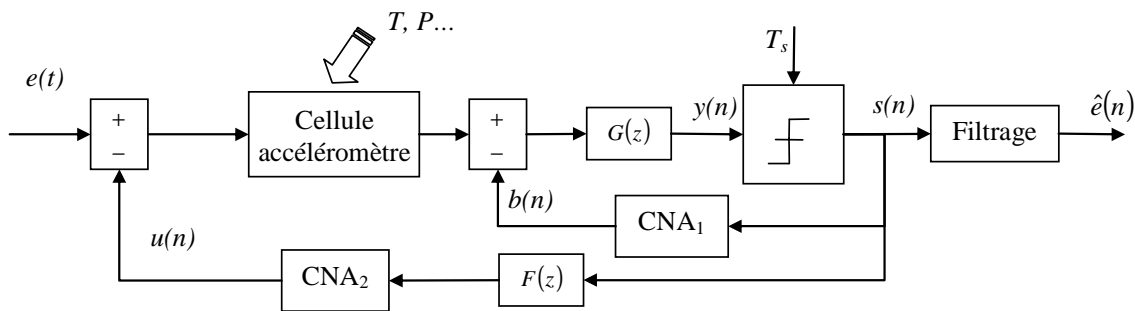 T, P...
T_s
e(t)
+
−
Cellule
accéléromètre
+
−
G(z)
y(n)
s(n)
Filtrage
ê(n)
b(n)
CNA₁
u(n)
CNA₂
F(z)